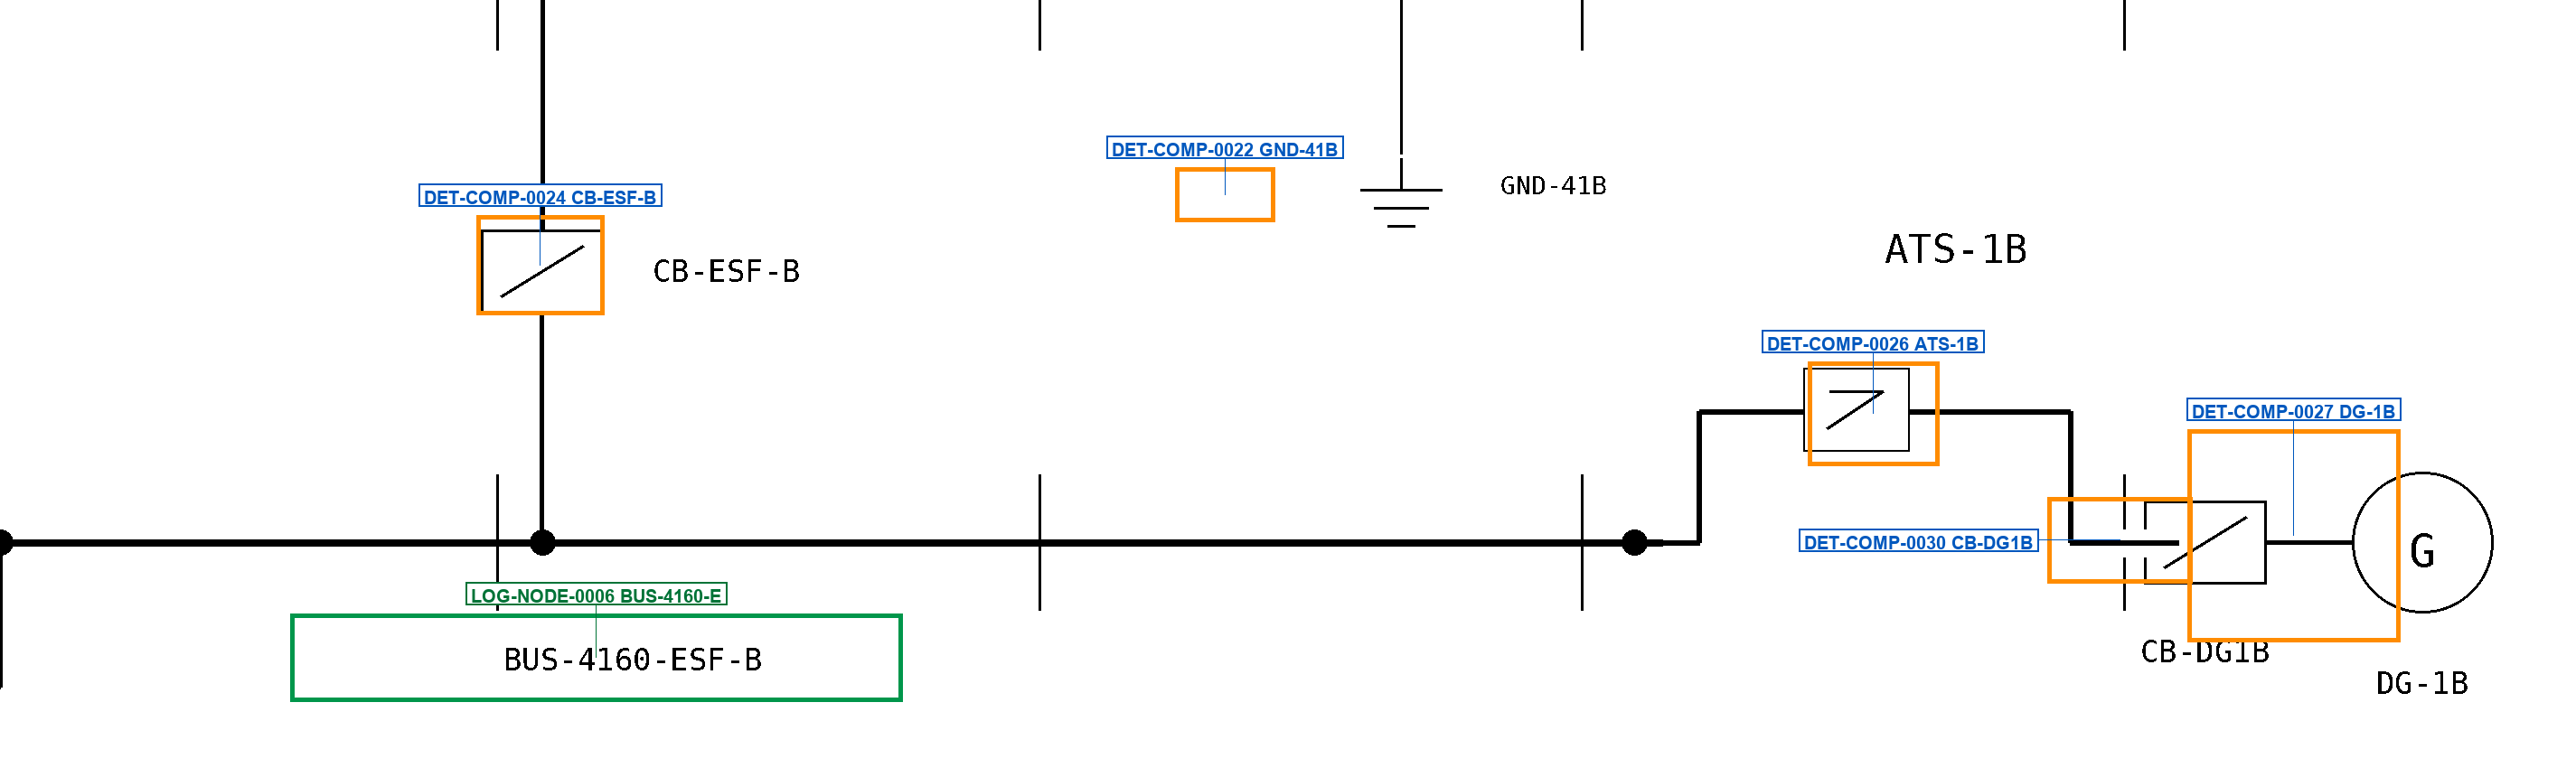 DET-COMP-0022 GND-41B
GND-41B
DET-COMP-0024 CB-ESF-B
CB-ESF-B
ATS-1B
DET-COMP-0026 ATS-1B
DET-COMP-0027 DG-1B
DET-COMP-0030 CB-DG1B
G
LOG-NODE-0006 BUS-4160-E
BUS-4160-ESF-B
CB-DG1B
DG-1B